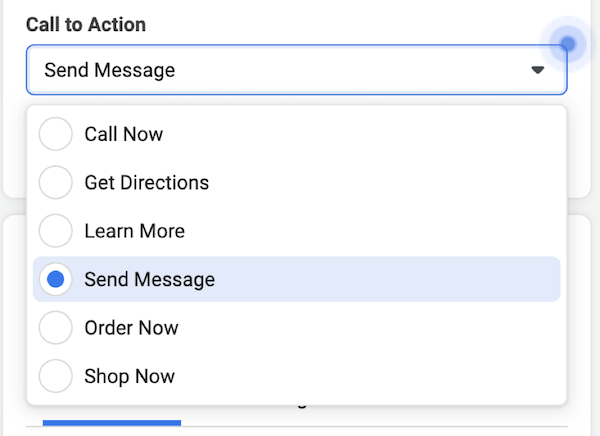 Call to Action
Send Message
Call Now
Get Directions
Learn More
Send Message
Order Now
Shop Now